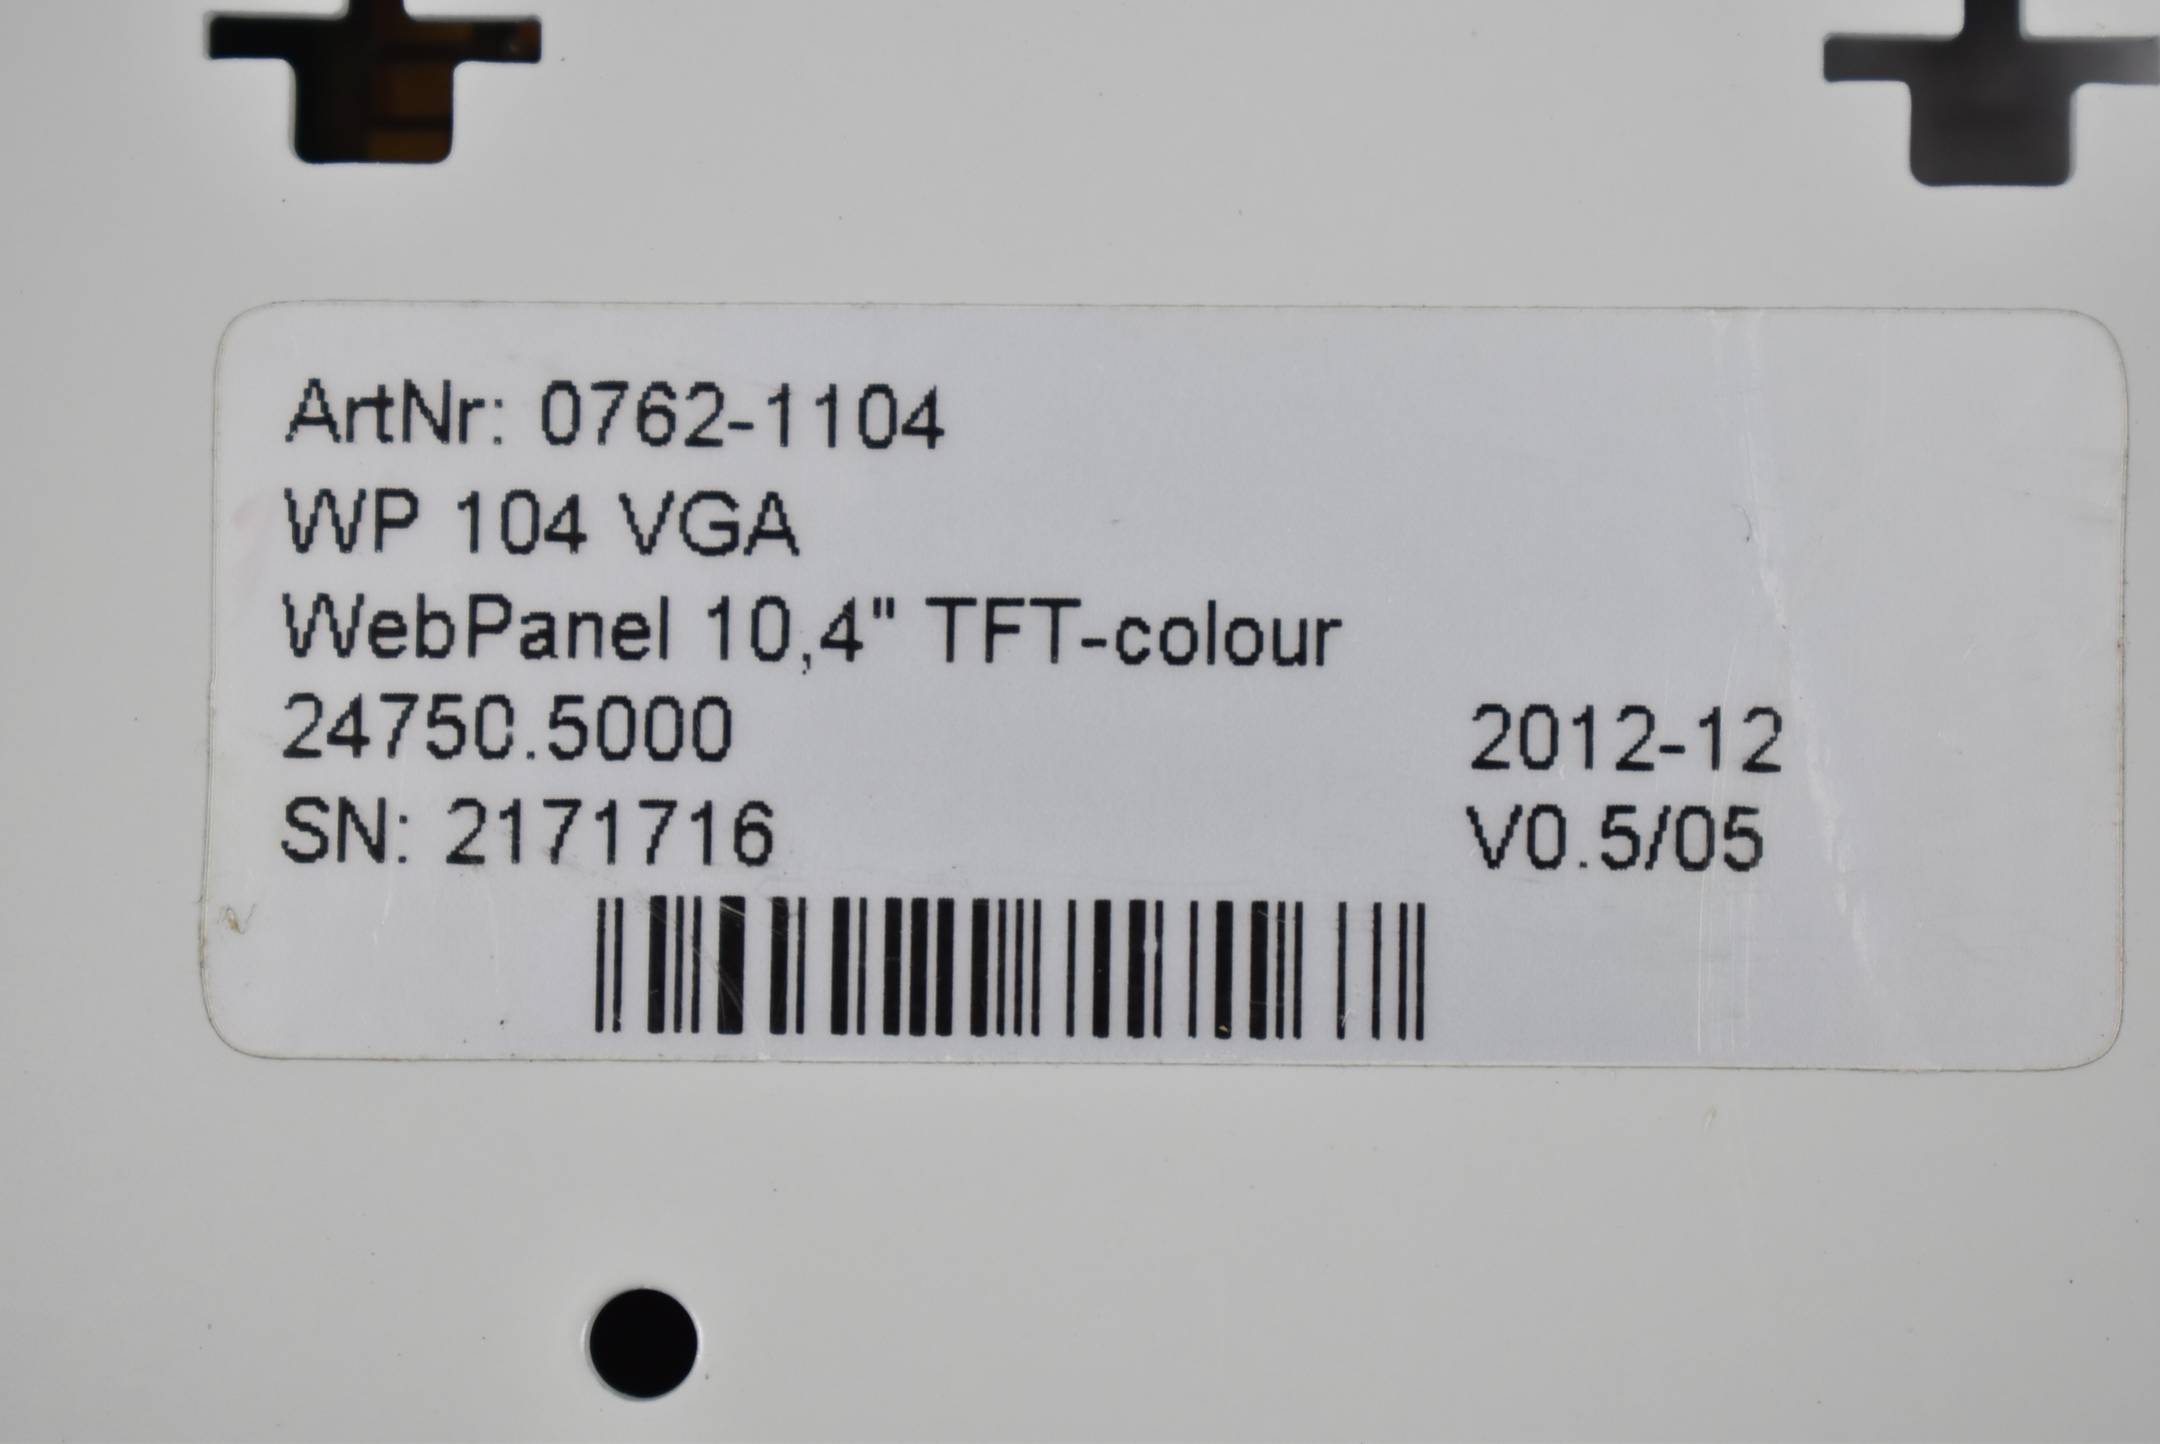 ArtNr: 0762-1104
WP 104 VGA
WebPanel 10,4" TFT-colour
24750.5000 2012-12
SN: 2171716 V0.5/05